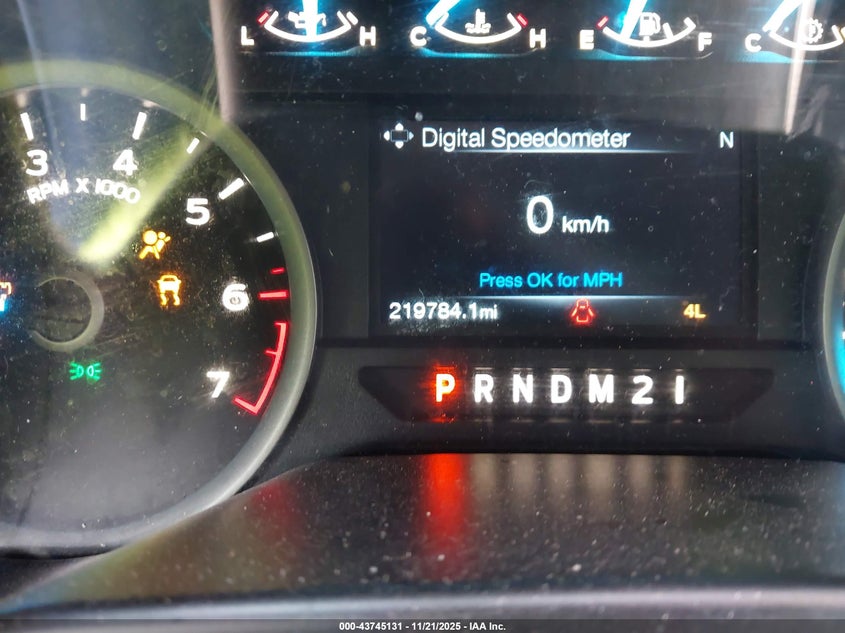 L H C H E F C
Digital Speedometer N
3 4
RPM X 1000
5
0 km/h
6
Press OK for MPH
219784.1mi 4L
7
P R N D M 2 1
000-43745131 - 11/21/2025 - IAA Inc.